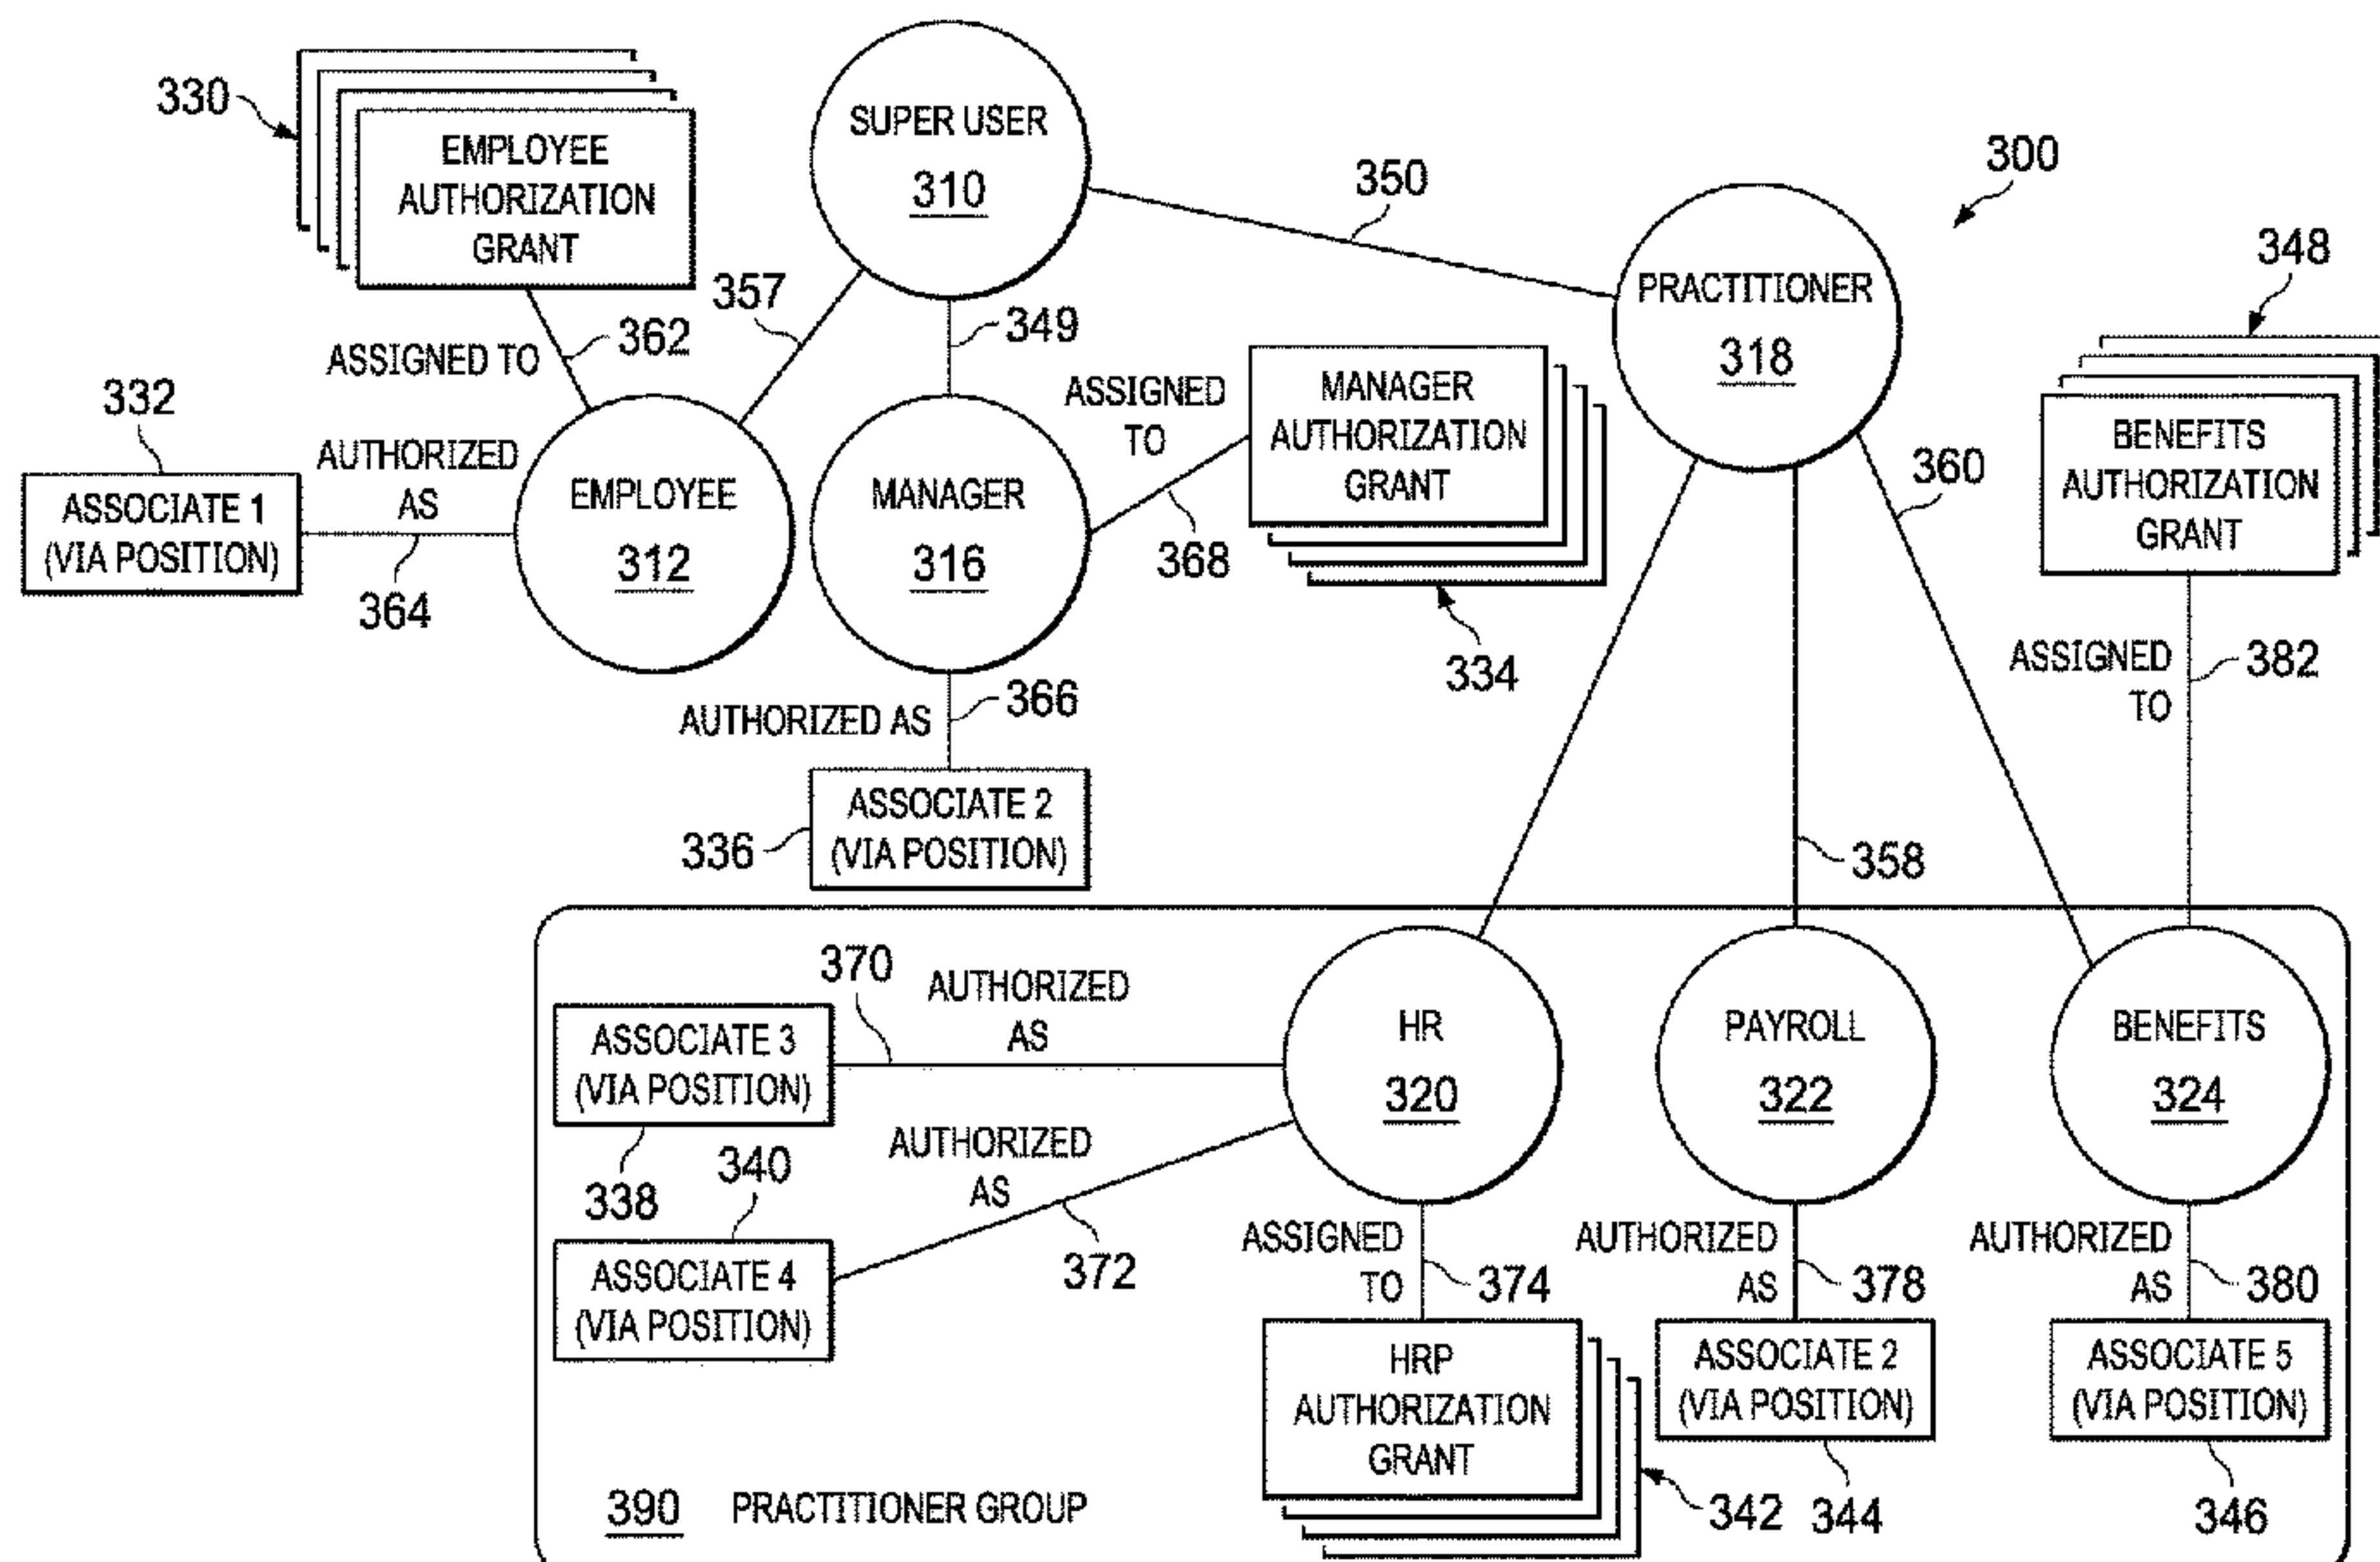 330
EMPLOYEE
AUTHORIZATION
GRANT
SUPER USER
310
350
300
PRACTITIONER
318
348
357
362
ASSIGNED TO
349
332
AUTHORIZED
AS
ASSOCIATE 1
(VIA POSITION)
364
EMPLOYEE
312
MANAGER
316
ASSIGNED
TO
368
MANAGER
AUTHORIZATION
GRANT
334
360
BENEFITS
AUTHORIZATION
GRANT
ASSIGNED
TO
382
AUTHORIZED AS
366
ASSOCIATE 2
(VIA POSITION)
336
358
370
AUTHORIZED
AS
ASSOCIATE 3
(VIA POSITION)
338
340
AUTHORIZED
AS
372
ASSOCIATE 4
(VIA POSITION)
HR
320
PAYROLL
322
BENEFITS
324
ASSIGNED
TO
374
AUTHORIZED
AS
378
AUTHORIZED
AS
380
HRP
AUTHORIZATION
GRANT
342
ASSOCIATE 2
(VIA POSITION)
344
ASSOCIATE 5
(VIA POSITION)
346
390 PRACTITIONER GROUP